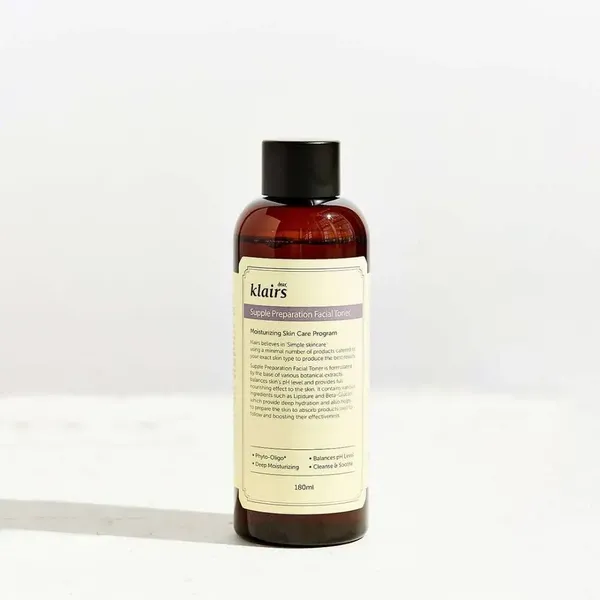 dear,
klairs
Supple Preparation Facial Toner
Moisturizing Skin Care Program
Klairs believes in 'Simple skincare'
using a minimal number of products catered to
your exact skin type to produce the best results.
Supple Preparation Facial Toner is formulated
by the base of various botanical extracts,
balances skin's pH level and provides full
nourishing effect to the skin. It contains various
ingredients such as Lipidure and Beta-Glucan
which provide deep hydration and also helps
to prepare the skin to absorb products used to
follow and boosting their effectiveness.
• Phyto-Oligo* • Balances pH Level
• Deep Moisturizing • Cleanse & Soothe
180ml